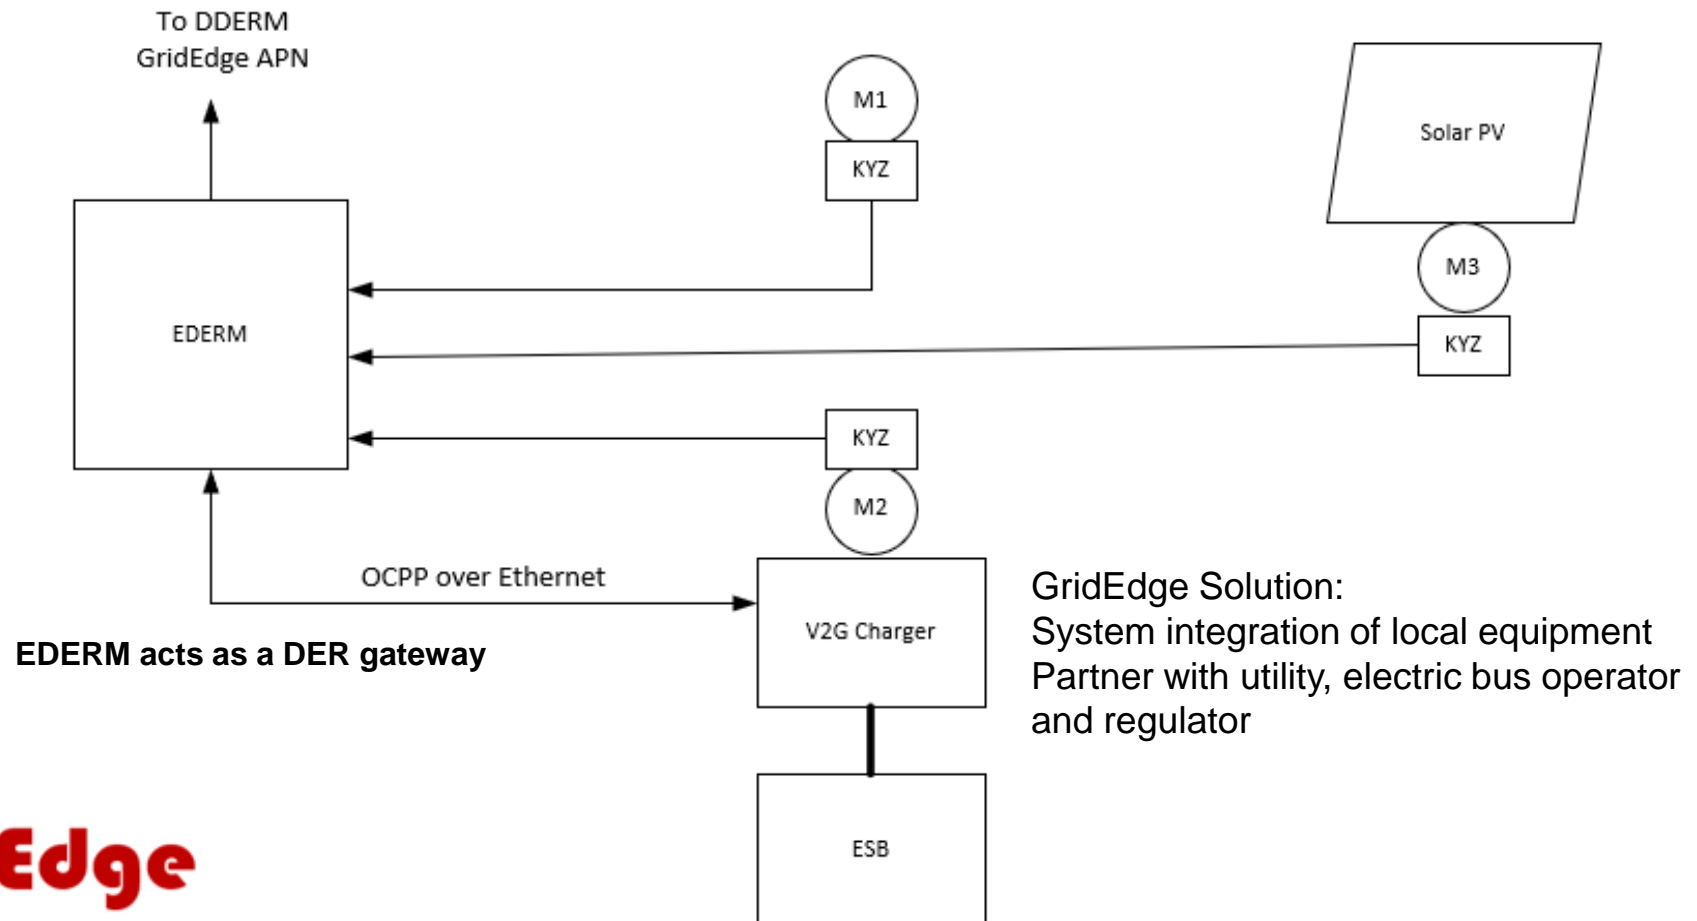 To DDERM
GridEdge APN
M1
KYZ
Solar PV
M3
KYZ
EDERM
KYZ
M2
OCPP over Ethernet
V2G Charger
EDERM acts as a DER gateway
GridEdge Solution:
System integration of local equipment
Partner with utility, electric bus operator
and regulator
ESB
Edge